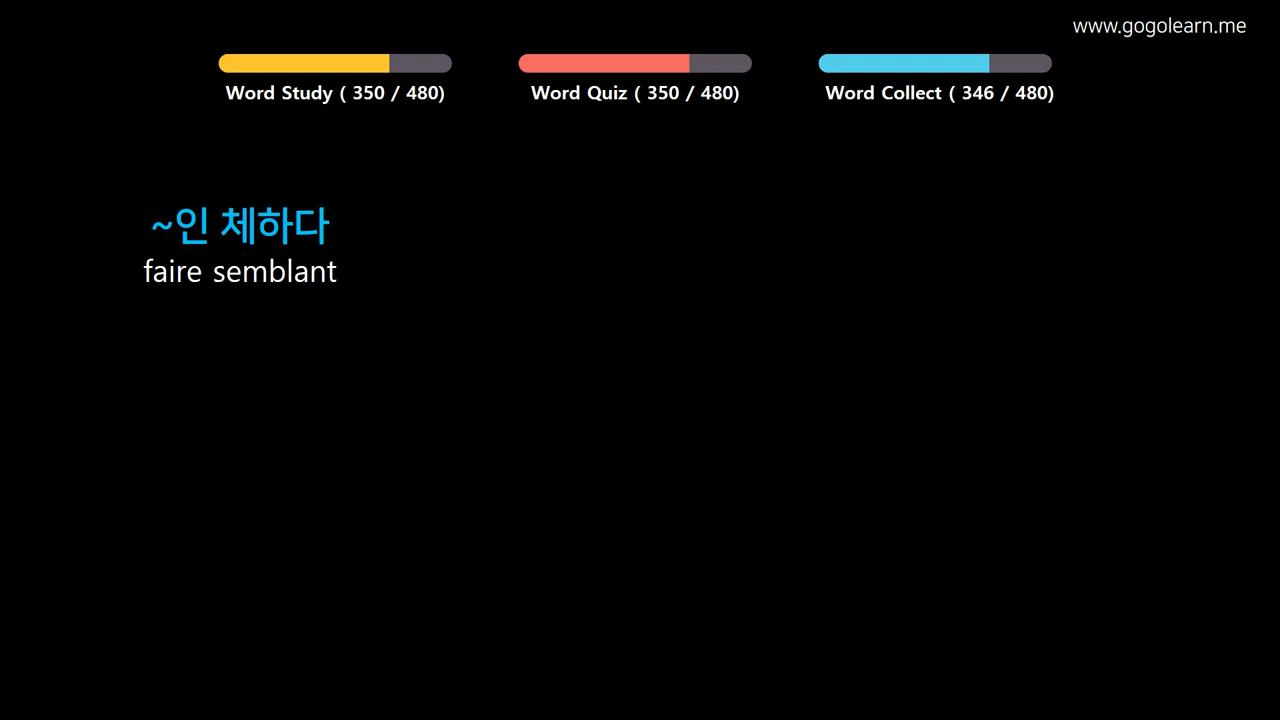 www.gogolearn.me
Word Study ( 350 / 480)
Word Quiz ( 350 / 480)
Word Collect ( 346 / 480)
~인 체하다
faire semblant